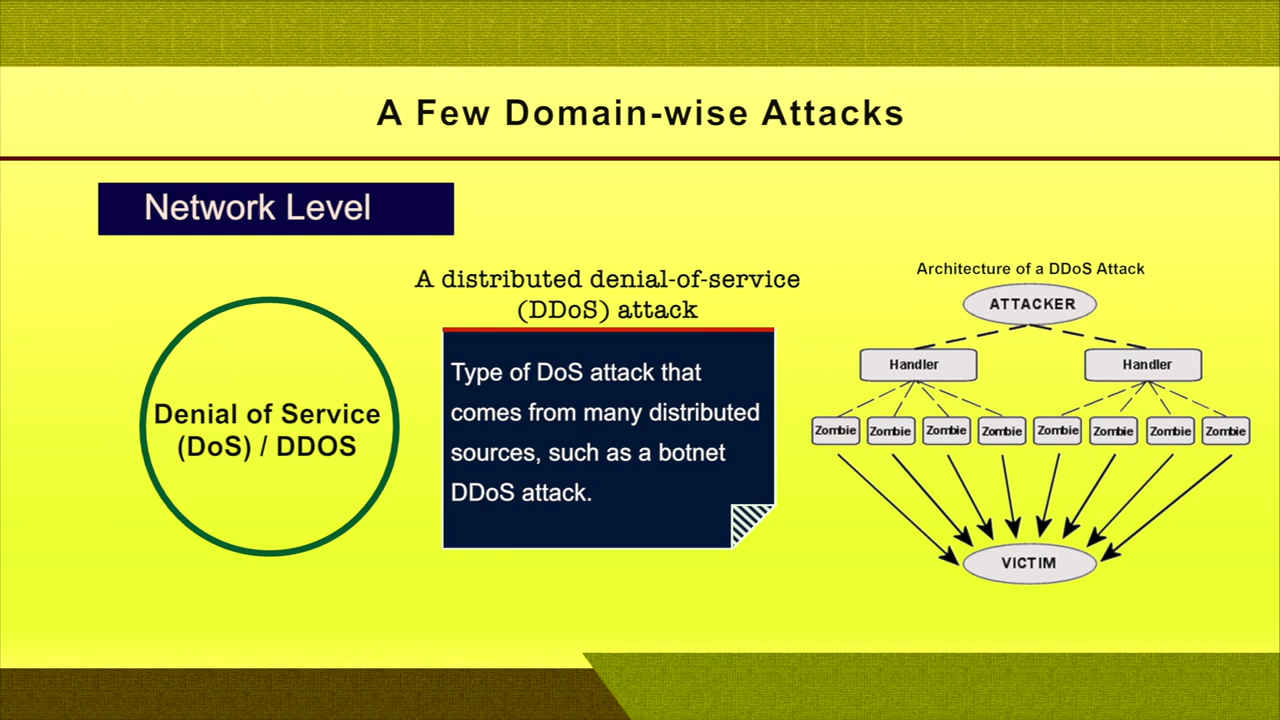 A Few Domain-wise Attacks
Network Level
Denial of Service
(DoS) / DDOS
A distributed denial-of-service
(DDoS) attack
Type of DoS attack that
comes from many distributed
sources, such as a botnet
DDoS attack.
Architecture of a DDoS Attack
ATTACKER
Handler Handler
Zombie Zombie Zombie Zombie Zombie Zombie Zombie Zombie
VICTIM